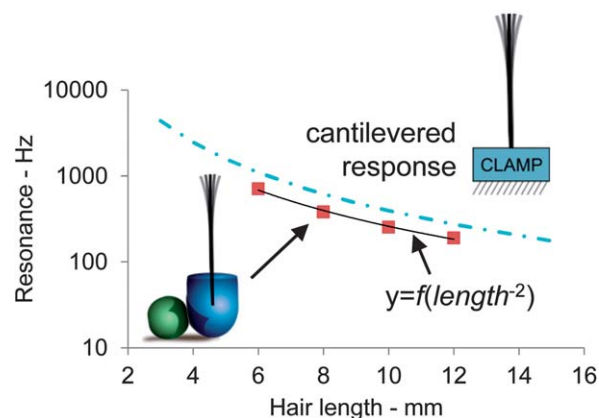 Resonance - Hz
10000
1000
100
10
2 4 6 8 10 12 14 16
Hair length - mm
cantilevered
response
CLAMP
y=f(length⁻²)